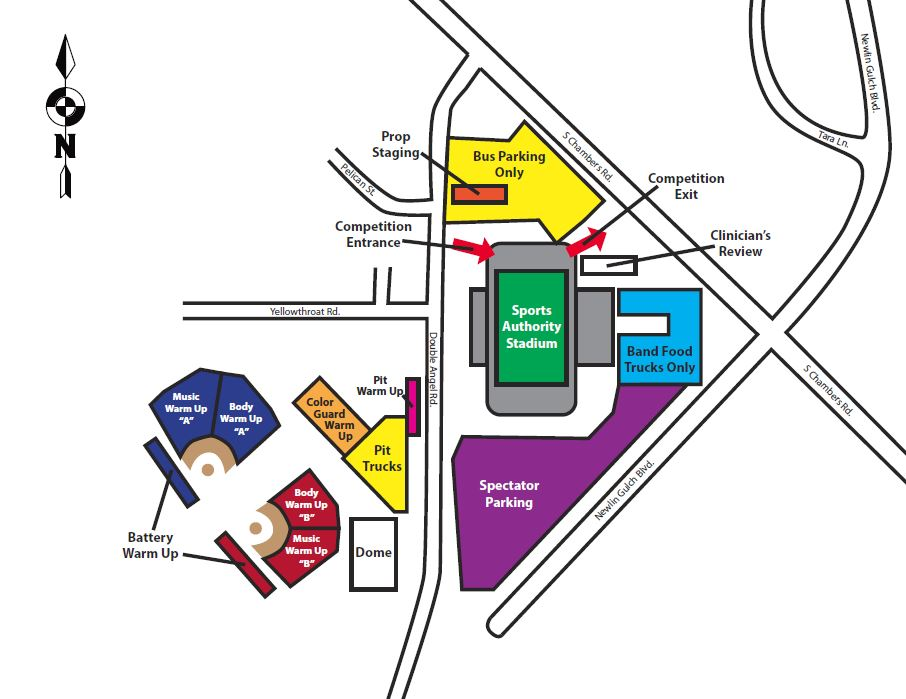 N
Newlin Gulch Blvd.
Tara Ln.
S Chambers Rd.
Prop
Staging
Bus Parking
Only
Pelican St.
Competition
Exit
Competition
Entrance
Clinician's
Review
Yellowthroat Rd.
Sports
Authority
Stadium
Double Angel Rd.
Band Food
Trucks Only
S Chambers Rd.
Pit
Warm Up
Music
Warm Up
"A"
Body
Warm Up
"A"
Color
Guard
Warm
Up
Pit
Trucks
Spectator
Parking
Newlin Gulch Blvd.
Body
Warm Up
"B"
Music
Warm Up
"B"
Battery
Warm Up
Dome